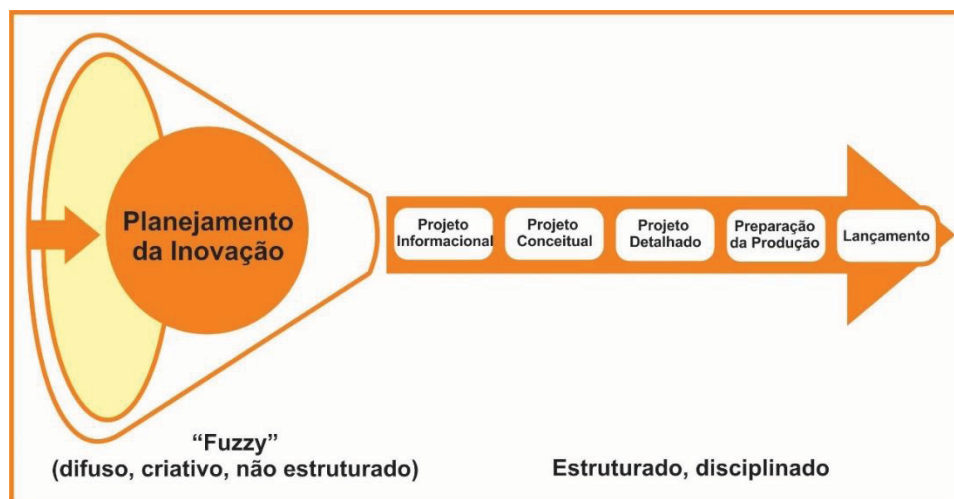 Planejamento
da Inovação
Projeto
Informacional
Projeto
Conceitual
Projeto
Detalhado
Preparação
da Produção
Lançamento
“Fuzzy”
(difuso, criativo, não estruturado)
Estruturado, disciplinado